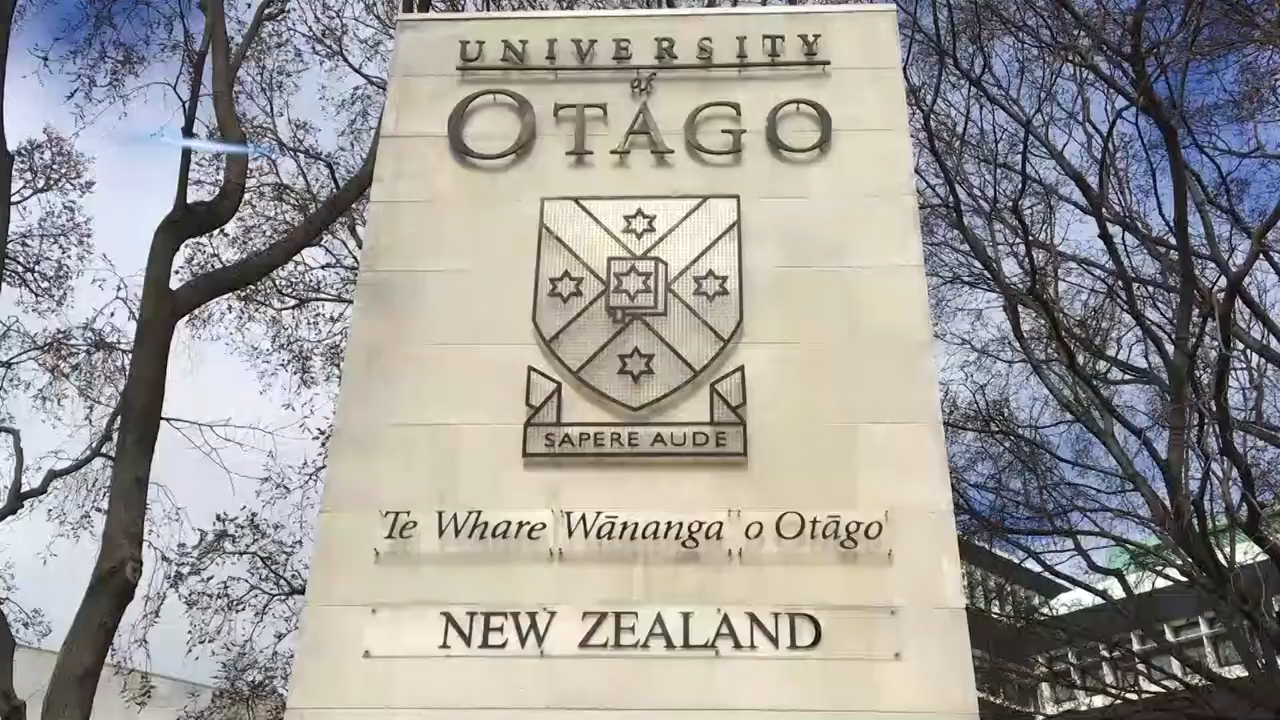 UNIVERSITY
of
OTAGO
SAPERE AUDE
Te Whare Wānanga o Otāgo
NEW ZEALAND